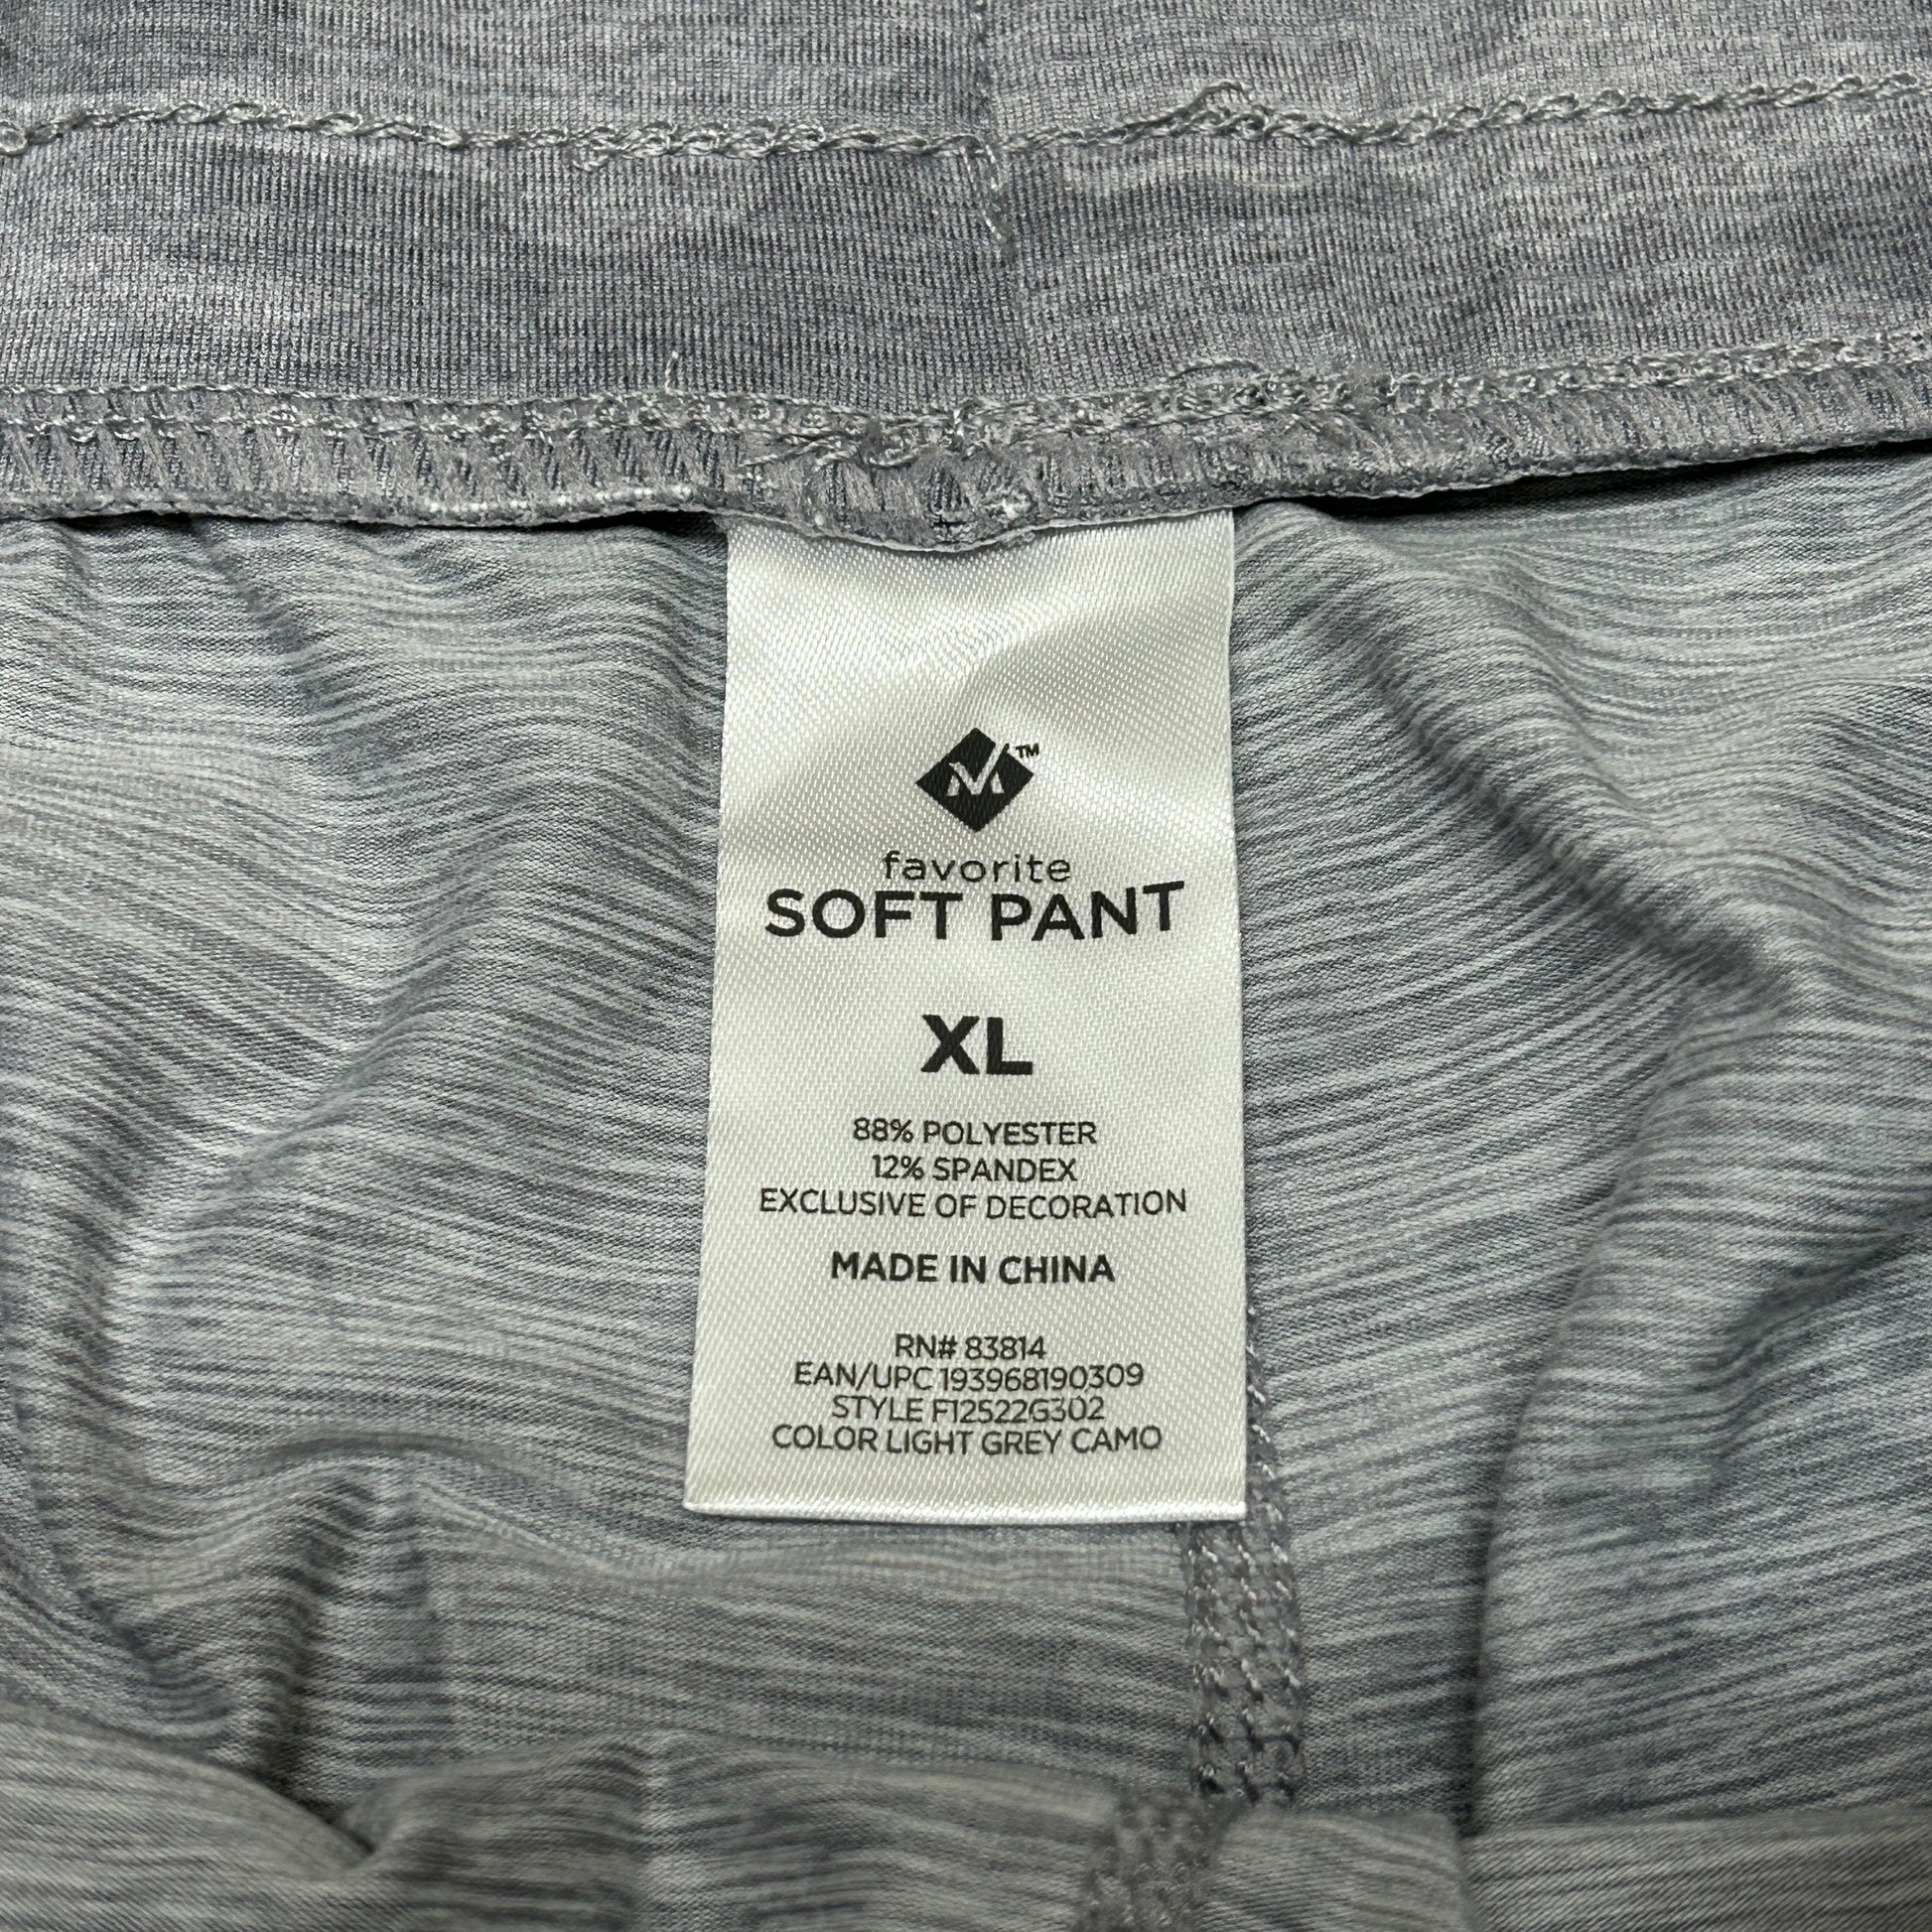 M™
favorite
SOFT PANT
XL
88% POLYESTER
12% SPANDEX
EXCLUSIVE OF DECORATION
MADE IN CHINA
RN# 83814
EAN/UPC 193968190309
STYLE F12522G302
COLOR LIGHT GREY CAMO